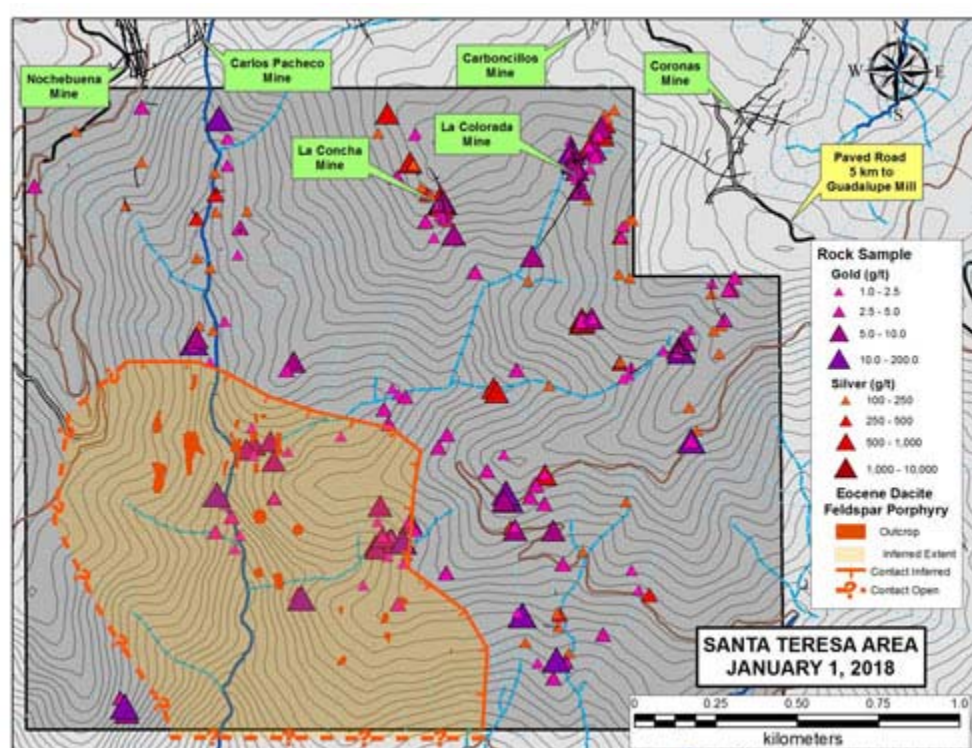 Nochebuena
Mine
Carlos Pacheco
Mine
Carboncillos
Mine
Coronas
Mine
N
W
E
S
La Concha
Mine
La Colorada
Mine
Paved Road
5 km to
Guadalupe Mill
Rock Sample
Gold (g/t)
1.0 - 2.5
2.5 - 5.0
5.0 - 10.0
10.0 - 200.0
Silver (g/t)
100 - 250
250 - 500
500 - 1,000
1,000 - 10,000
Eocene Dacite
Feldspar Porphyry
Outcrop
Inferred Extent
Contact Inferred
? Contact Open
? ? ? ?
SANTA TERESA AREA
JANUARY 1, 2018
0 0.25 0.50 0.75 1.0
kilometers